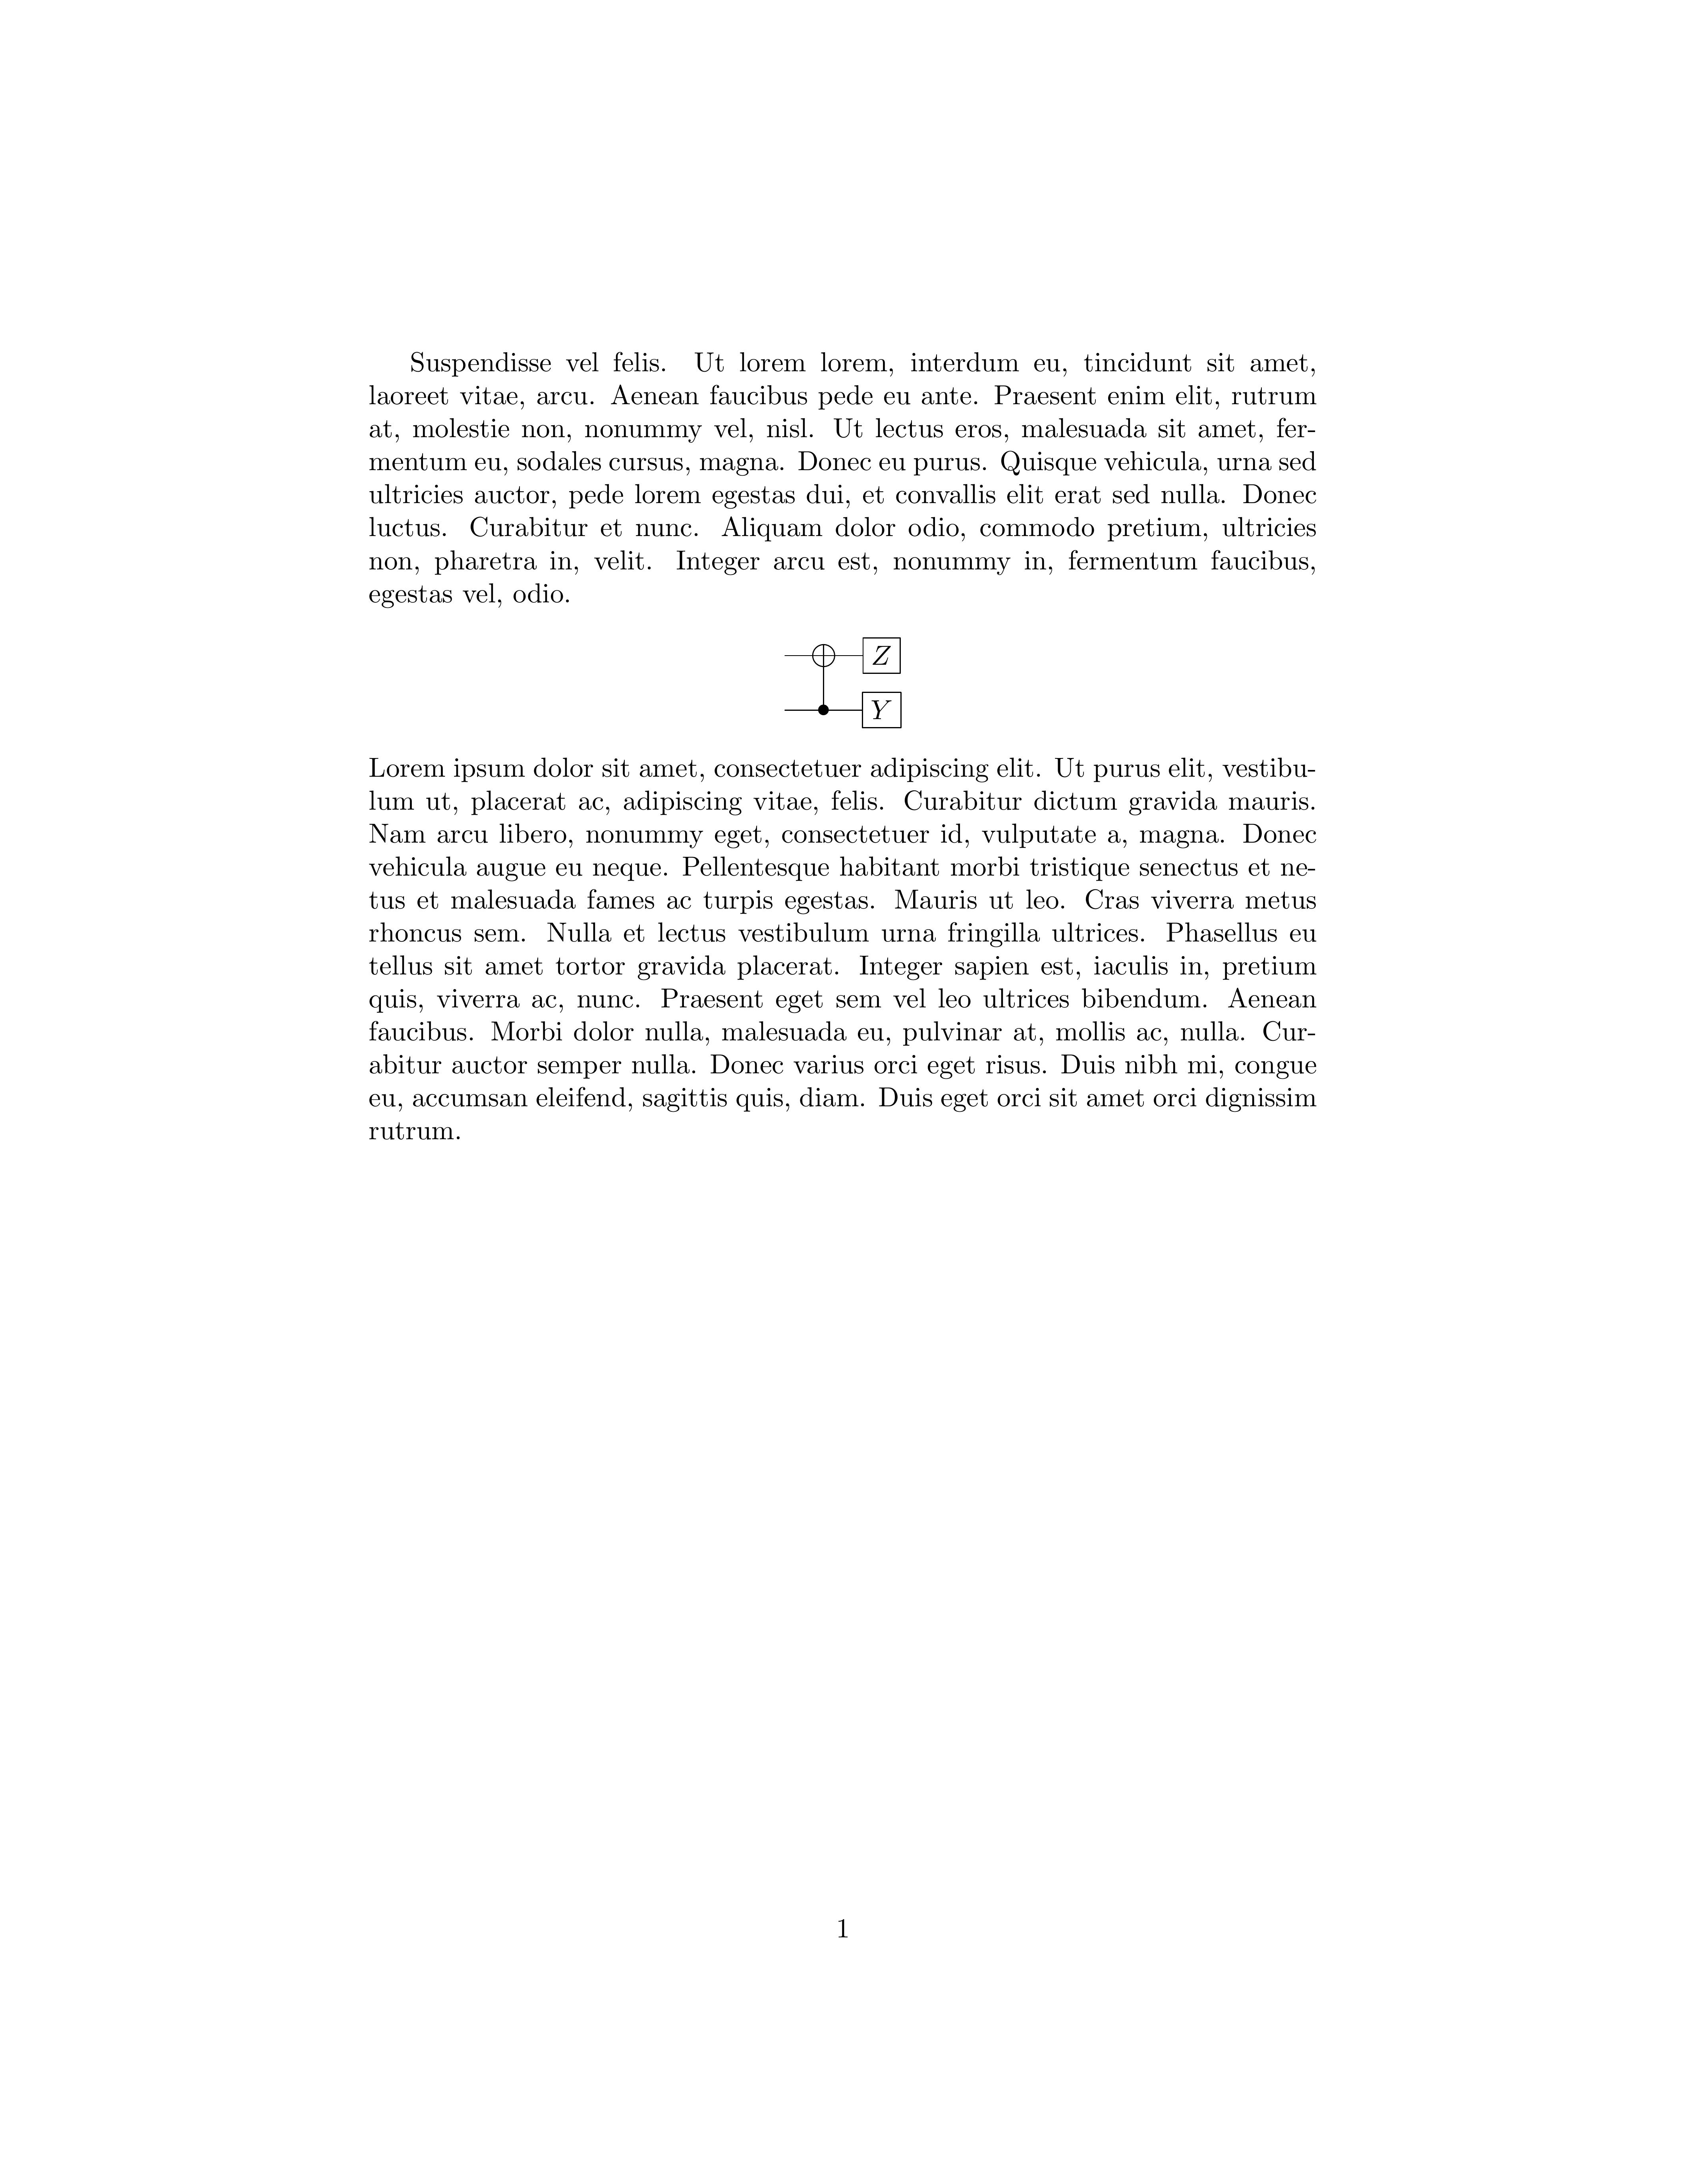 Suspendisse vel felis. Ut lorem lorem, interdum eu, tincidunt sit amet,
laoreet vitae, arcu. Aenean faucibus pede eu ante. Praesent enim elit, rutrum
at, molestie non, nonummy vel, nisl. Ut lectus eros, malesuada sit amet, fer-
mentum eu, sodales cursus, magna. Donec eu purus. Quisque vehicula, urna sed
ultricies auctor, pede lorem egestas dui, et convallis elit erat sed nulla. Donec
luctus. Curabitur et nunc. Aliquam dolor odio, commodo pretium, ultricies
non, pharetra in, velit. Integer arcu est, nonummy in, fermentum faucibus,
egestas vel, odio.
Z
Y
Lorem ipsum dolor sit amet, consectetuer adipiscing elit. Ut purus elit, vestibu-
lum ut, placerat ac, adipiscing vitae, felis. Curabitur dictum gravida mauris.
Nam arcu libero, nonummy eget, consectetuer id, vulputate a, magna. Donec
vehicula augue eu neque. Pellentesque habitant morbi tristique senectus et ne-
tus et malesuada fames ac turpis egestas. Mauris ut leo. Cras viverra metus
rhoncus sem. Nulla et lectus vestibulum urna fringilla ultrices. Phasellus eu
tellus sit amet tortor gravida placerat. Integer sapien est, iaculis in, pretium
quis, viverra ac, nunc. Praesent eget sem vel leo ultrices bibendum. Aenean
faucibus. Morbi dolor nulla, malesuada eu, pulvinar at, mollis ac, nulla. Cur-
abitur auctor semper nulla. Donec varius orci eget risus. Duis nibh mi, congue
eu, accumsan eleifend, sagittis quis, diam. Duis eget orci sit amet orci dignissim
rutrum.
1